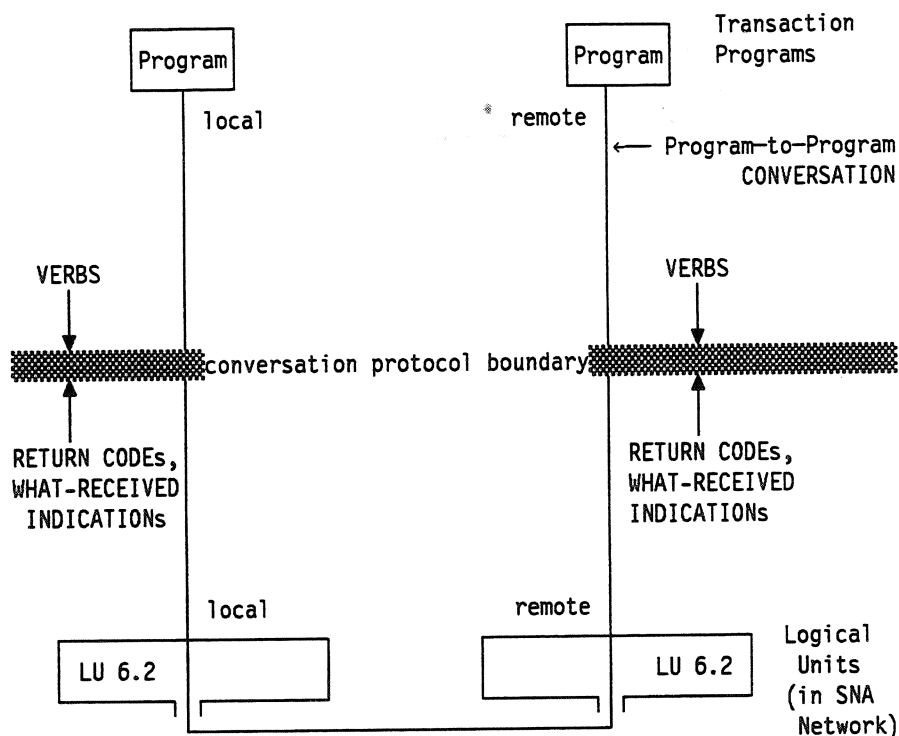 Transaction
Programs
Program
Program
local
remote
← Program-to-Program
CONVERSATION
VERBS
VERBS
conversation protocol boundary
RETURN CODEs,
WHAT-RECEIVED
INDICATIONs
RETURN CODEs,
WHAT-RECEIVED
INDICATIONs
local
remote
LU 6.2
LU 6.2
Logical
Units
(in SNA
Network)